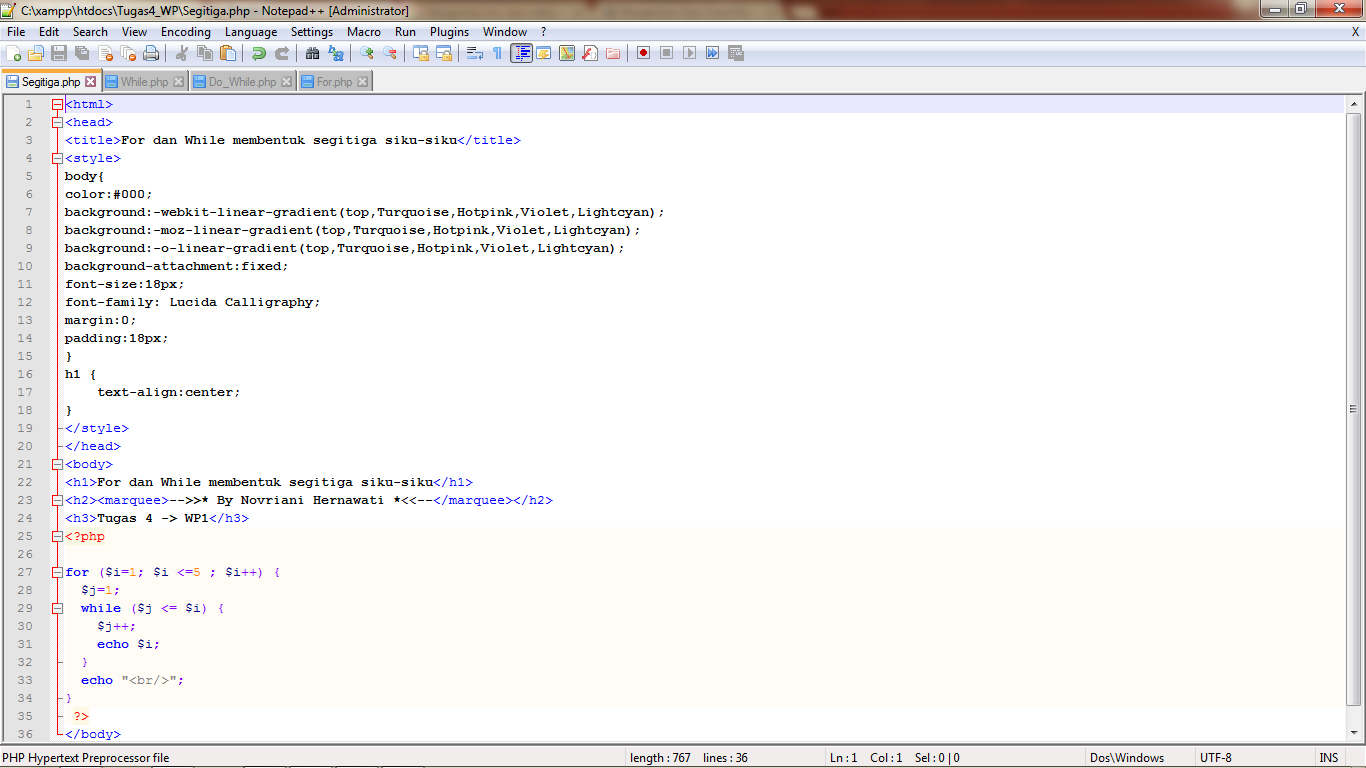 C:\xampp\htdocs\Tugas4_WP\Segitiga.php - Notepad++ [Administrator]
File Edit Search View Encoding Language Settings Macro Run Plugins Window ? X
Segitiga.php While.php Do_While.php For.php
1 <html>
2 <head>
3 <title>For dan While membentuk segitiga siku-siku</title>
4 <style>
5 body{
6 color:#000;
7 background:-webkit-linear-gradient(top,Turquoise,Hotpink,Violet,Lightcyan);
8 background:-moz-linear-gradient(top,Turquoise,Hotpink,Violet,Lightcyan);
9 background:-o-linear-gradient(top,Turquoise,Hotpink,Violet,Lightcyan);
10 background-attachment:fixed;
11 font-size:18px;
12 font-family: Lucida Calligraphy;
13 margin:0;
14 padding:18px;
15 }
16 h1 {
17     text-align:center;
18 }
19 </style>
20 </head>
21 <body>
22 <h1>For dan While membentuk segitiga siku-siku</h1>
23 <h2><marquee>-->>* By Novriani Hernawati *<<--</marquee></h2>
24 <h3>Tugas 4 -> WP1</h3>
25 <?php
26
27 for ($i=1; $i <=5 ; $i++) {
28   $j=1;
29   while ($j <= $i) {
30     $j++;
31     echo $i;
32   }
33   echo "<br/>";
34 }
35  ?>
36 </body>
PHP Hypertext Preprocessor file length : 767 lines : 36 Ln : 1 Col : 1 Sel : 0 | 0 Dos\Windows UTF-8 INS